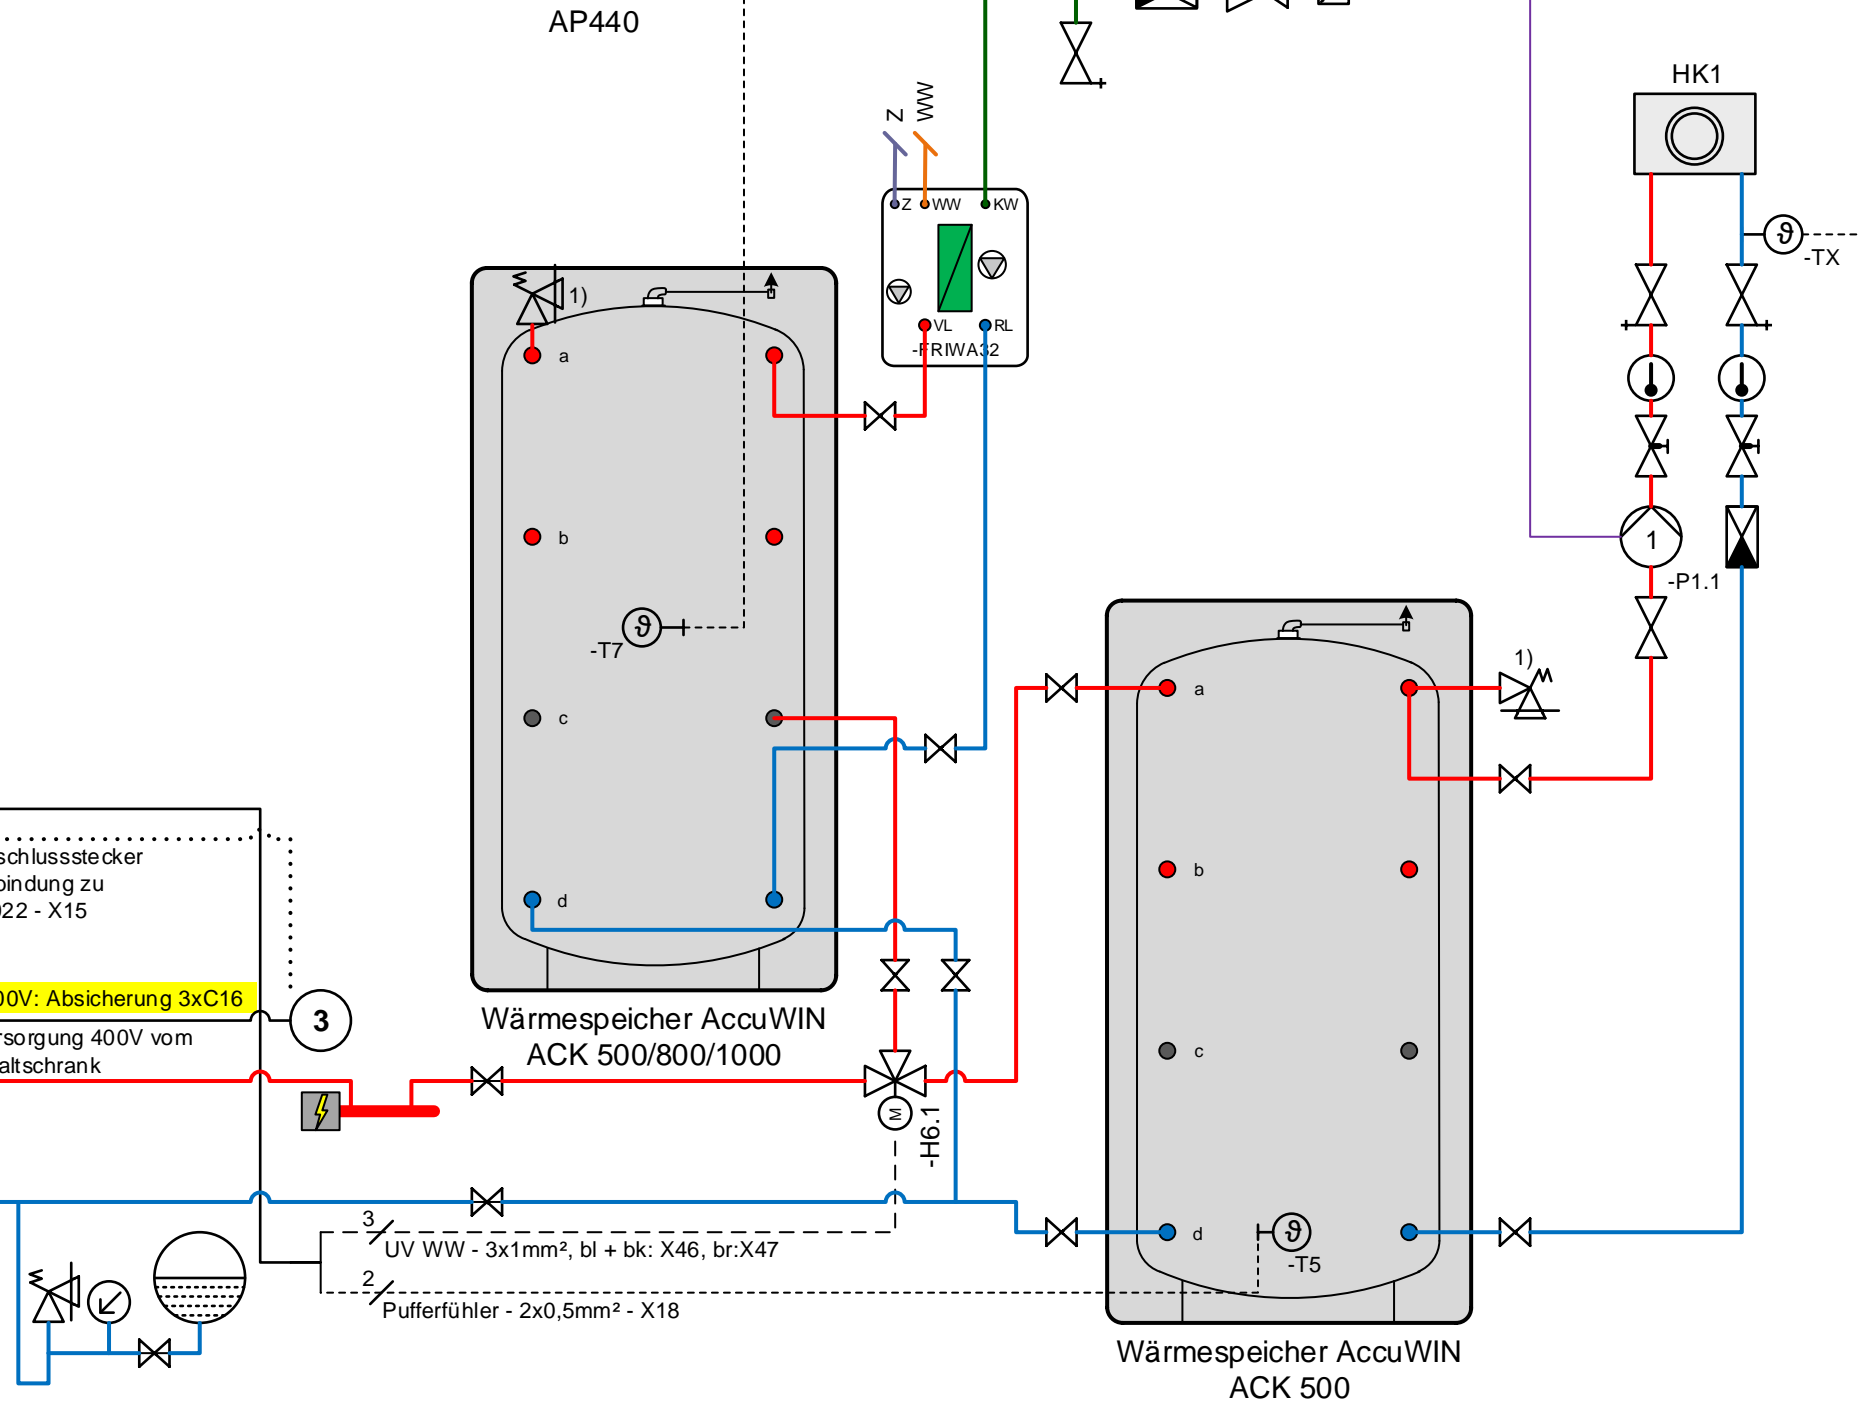 AP440
HK1
Z
WW
Z
WW
KW
ϑ
-TX
VL
RL
-FRIWA32
1)
a
b
1
-P1.1
ϑ
-T7
1)
a
c
schlussstecker
bindung zu
022 - X15
b
d
00V: Absicherung 3xC16
3
rsorgung 400V vom
altschrank
Wärmespeicher AccuWIN
ACK 500/800/1000
c
M
-H6.1
3
UV WW - 3x1mm², bl + bk: X46, br:X47
d
ϑ
-T5
2
Pufferfühler - 2x0,5mm² - X18
Wärmespeicher AccuWIN
ACK 500